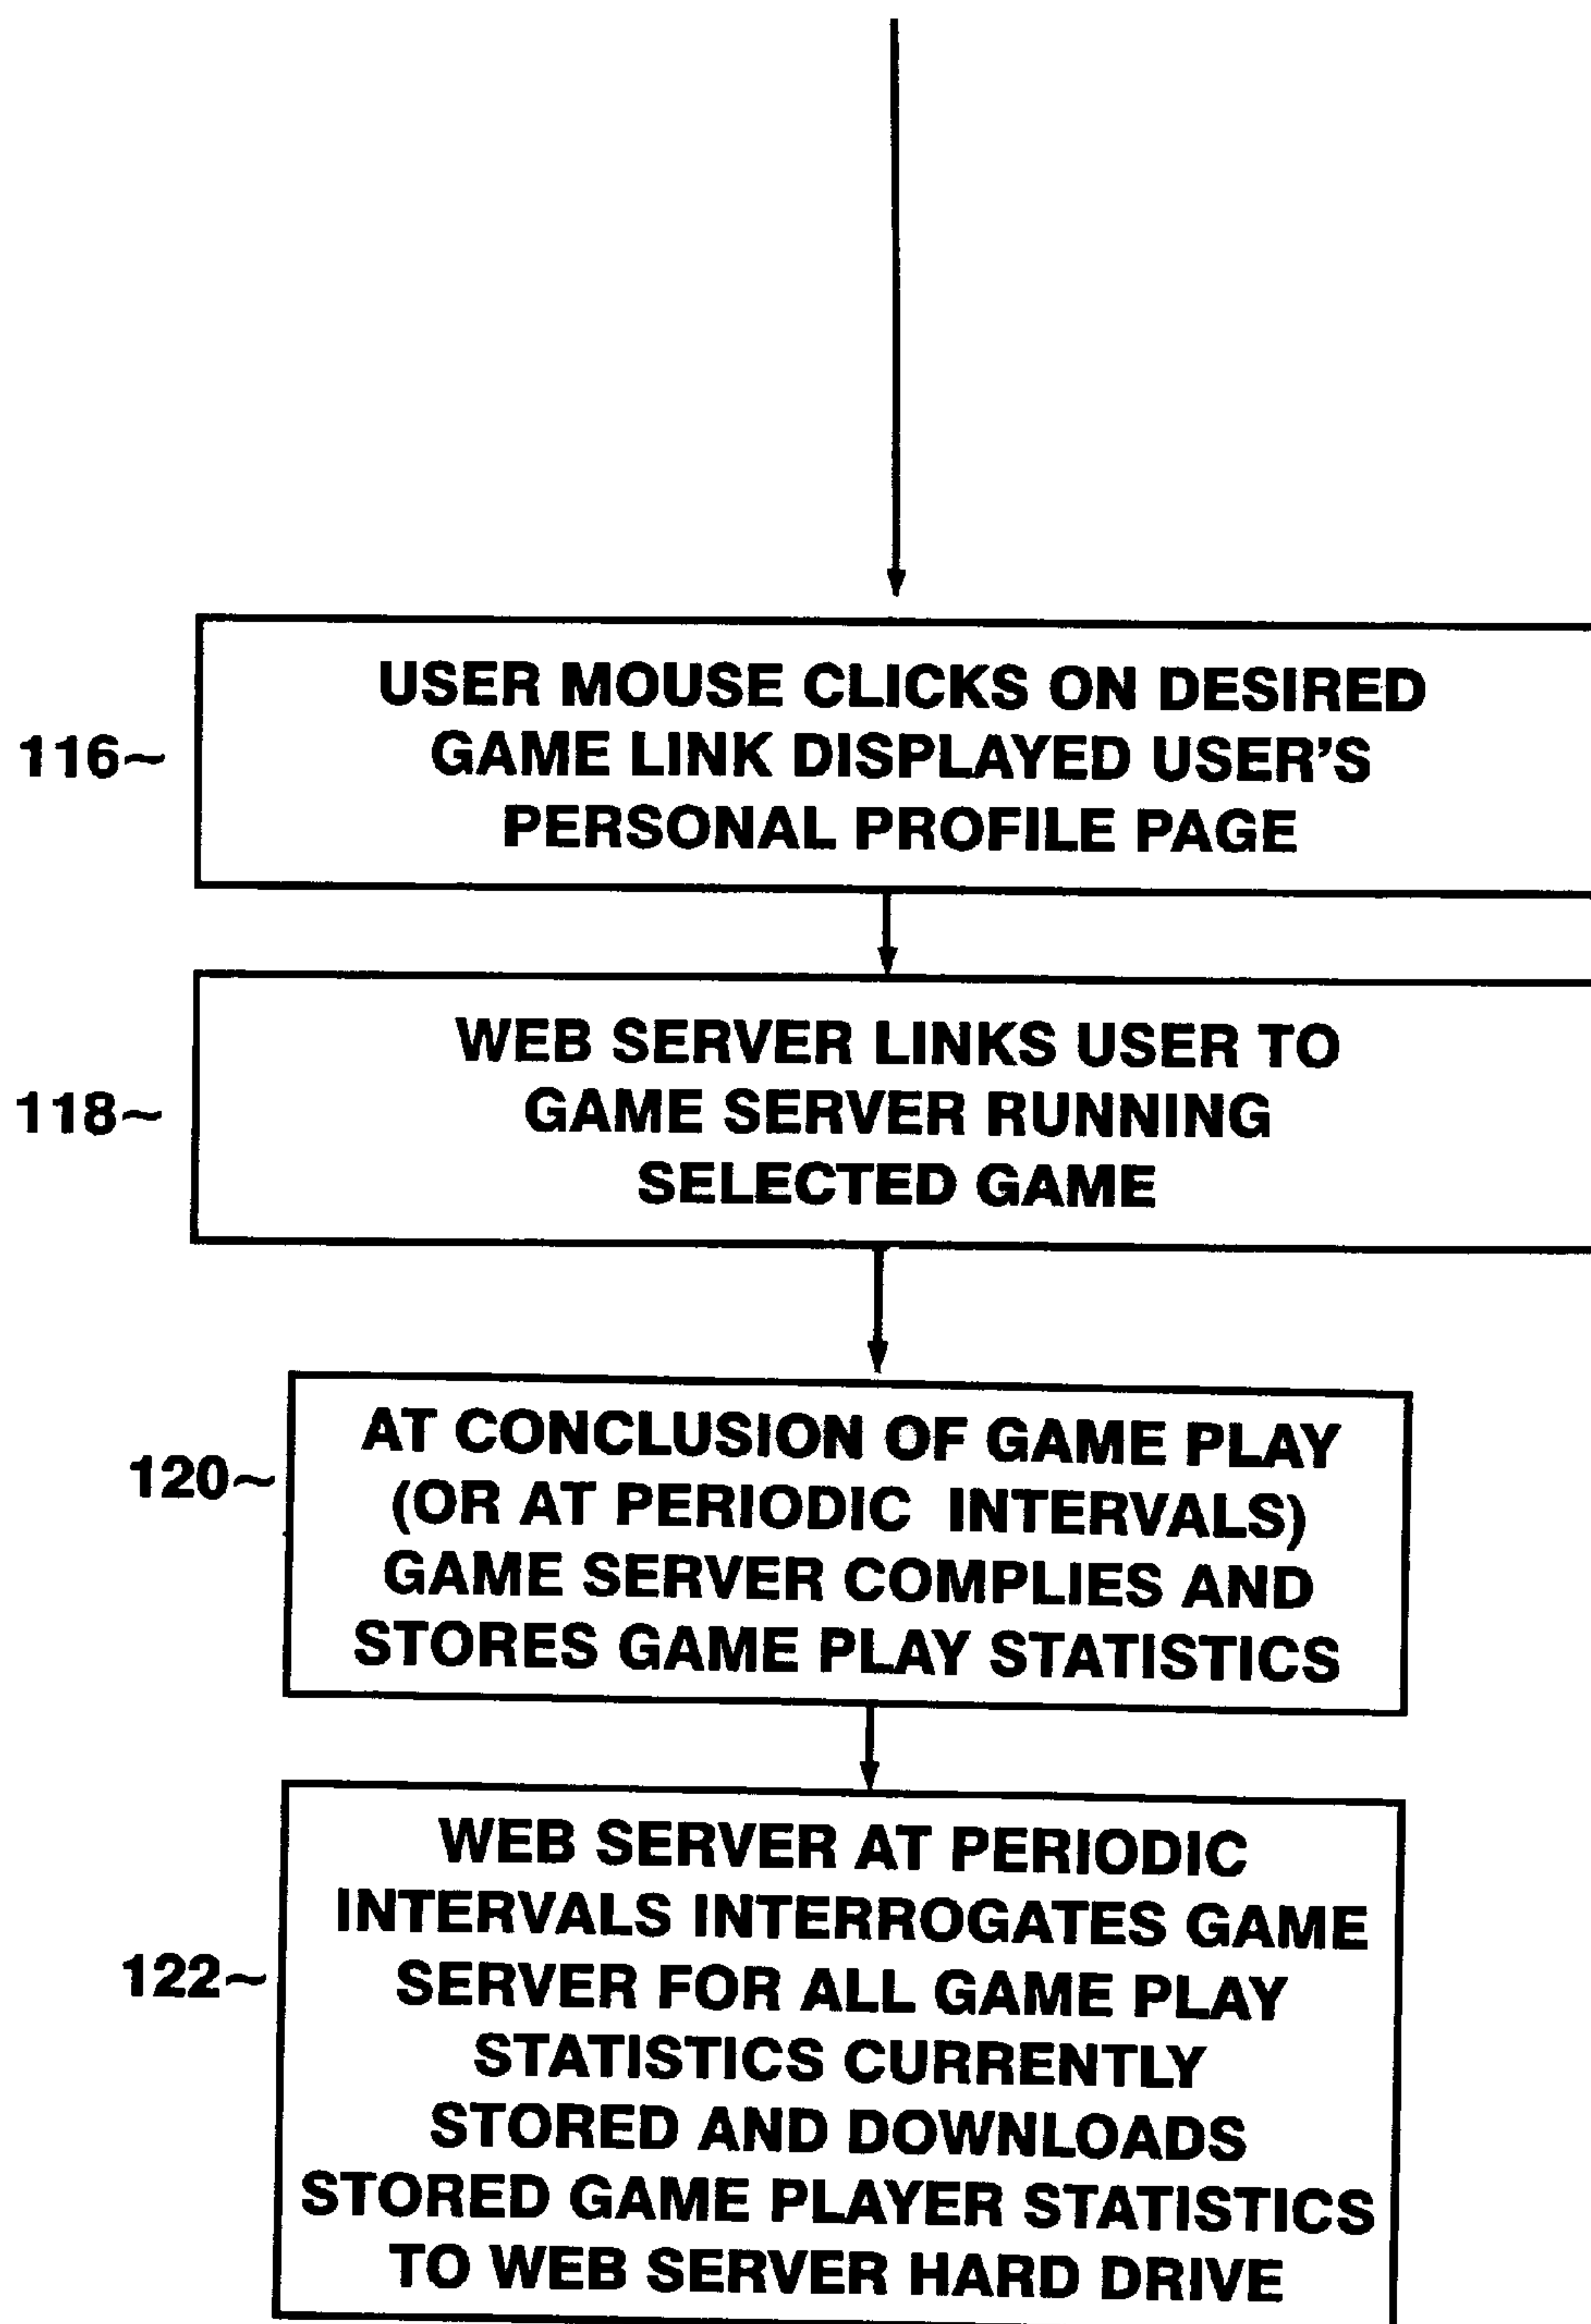 USER MOUSE CLICKS ON DESIRED
GAME LINK DISPLAYED USER'S
PERSONAL PROFILE PAGE
116~
WEB SERVER LINKS USER TO
GAME SERVER RUNNING
SELECTED GAME
118~
AT CONCLUSION OF GAME PLAY
(OR AT PERIODIC INTERVALS)
GAME SERVER COMPLIES AND
STORES GAME PLAY STATISTICS
120~
WEB SERVER AT PERIODIC
INTERVALS INTERROGATES GAME
SERVER FOR ALL GAME PLAY
STATISTICS CURRENTLY
STORED AND DOWNLOADS
STORED GAME PLAYER STATISTICS
TO WEB SERVER HARD DRIVE
122~